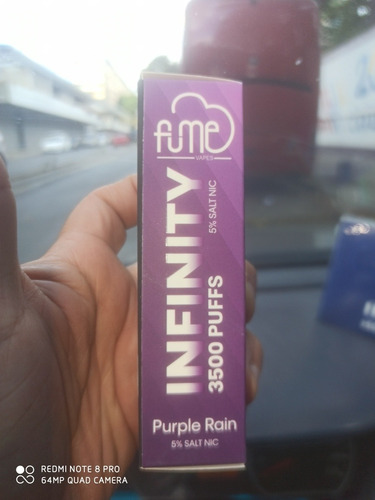 fume
VAPES
INFINITY
5% SALT NIC
3500 PUFFS
Purple Rain
5% SALT NIC
REDMI NOTE 8 PRO
64MP QUAD CAMERA